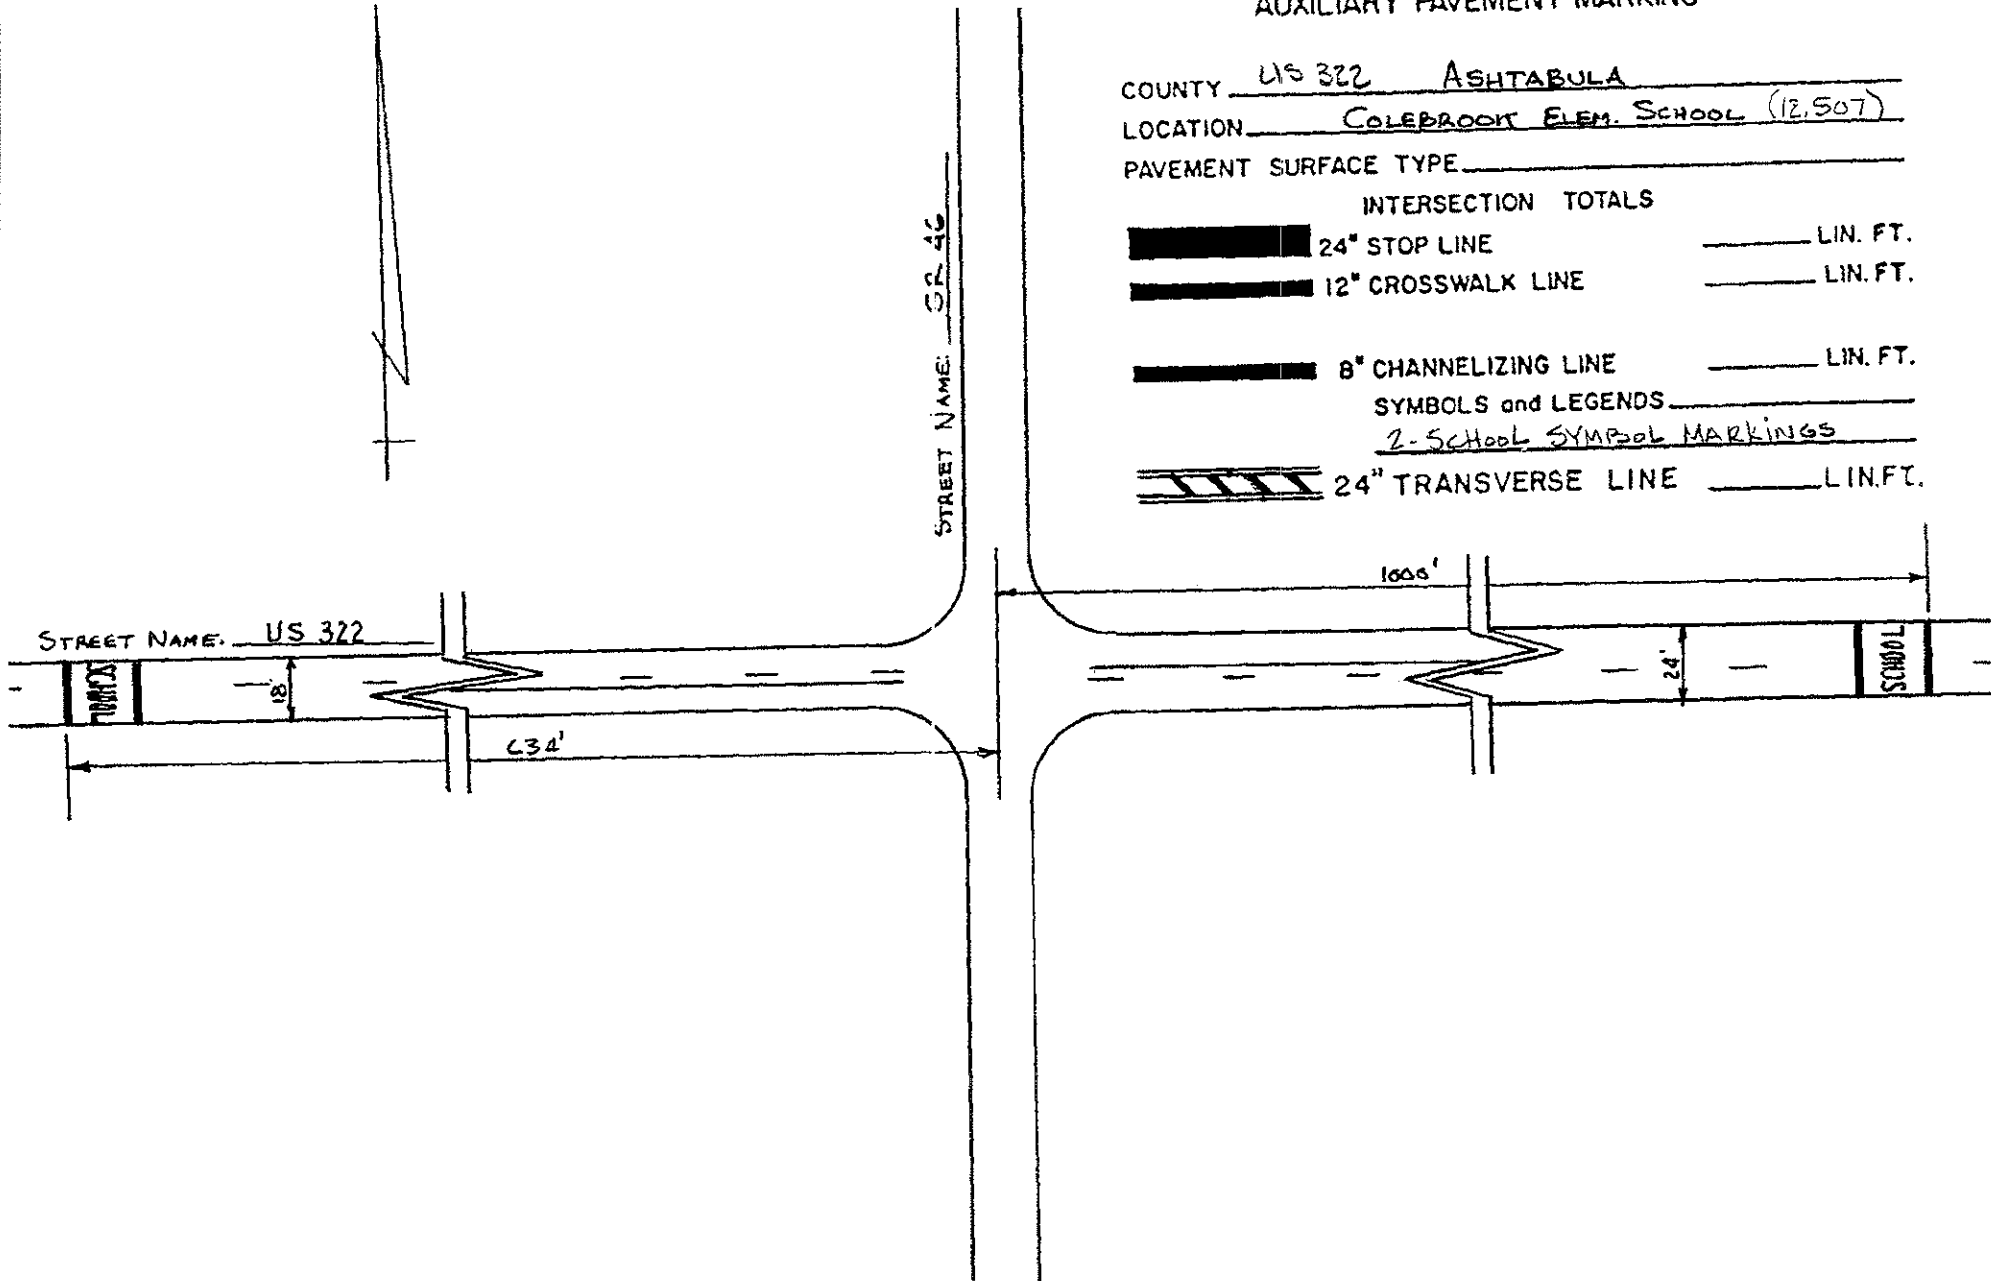 AUXILIARY PAVEMENT MARKING
COUNTY US 322 ASHTABULA
LOCATION COLEBROOK ELEM. SCHOOL (12,507)
PAVEMENT SURFACE TYPE
INTERSECTION TOTALS
24" STOP LINE LIN. FT.
12" CROSSWALK LINE LIN. FT.
8" CHANNELIZING LINE LIN. FT.
SYMBOLS and LEGENDS
2-SCHOOL SYMBOL MARKINGS
24" TRANSVERSE LINE LIN.FT.
STREET NAME: SR 46
1000'
STREET NAME. US 322
SCHOOL
18'
24'
SCHOOL
634'